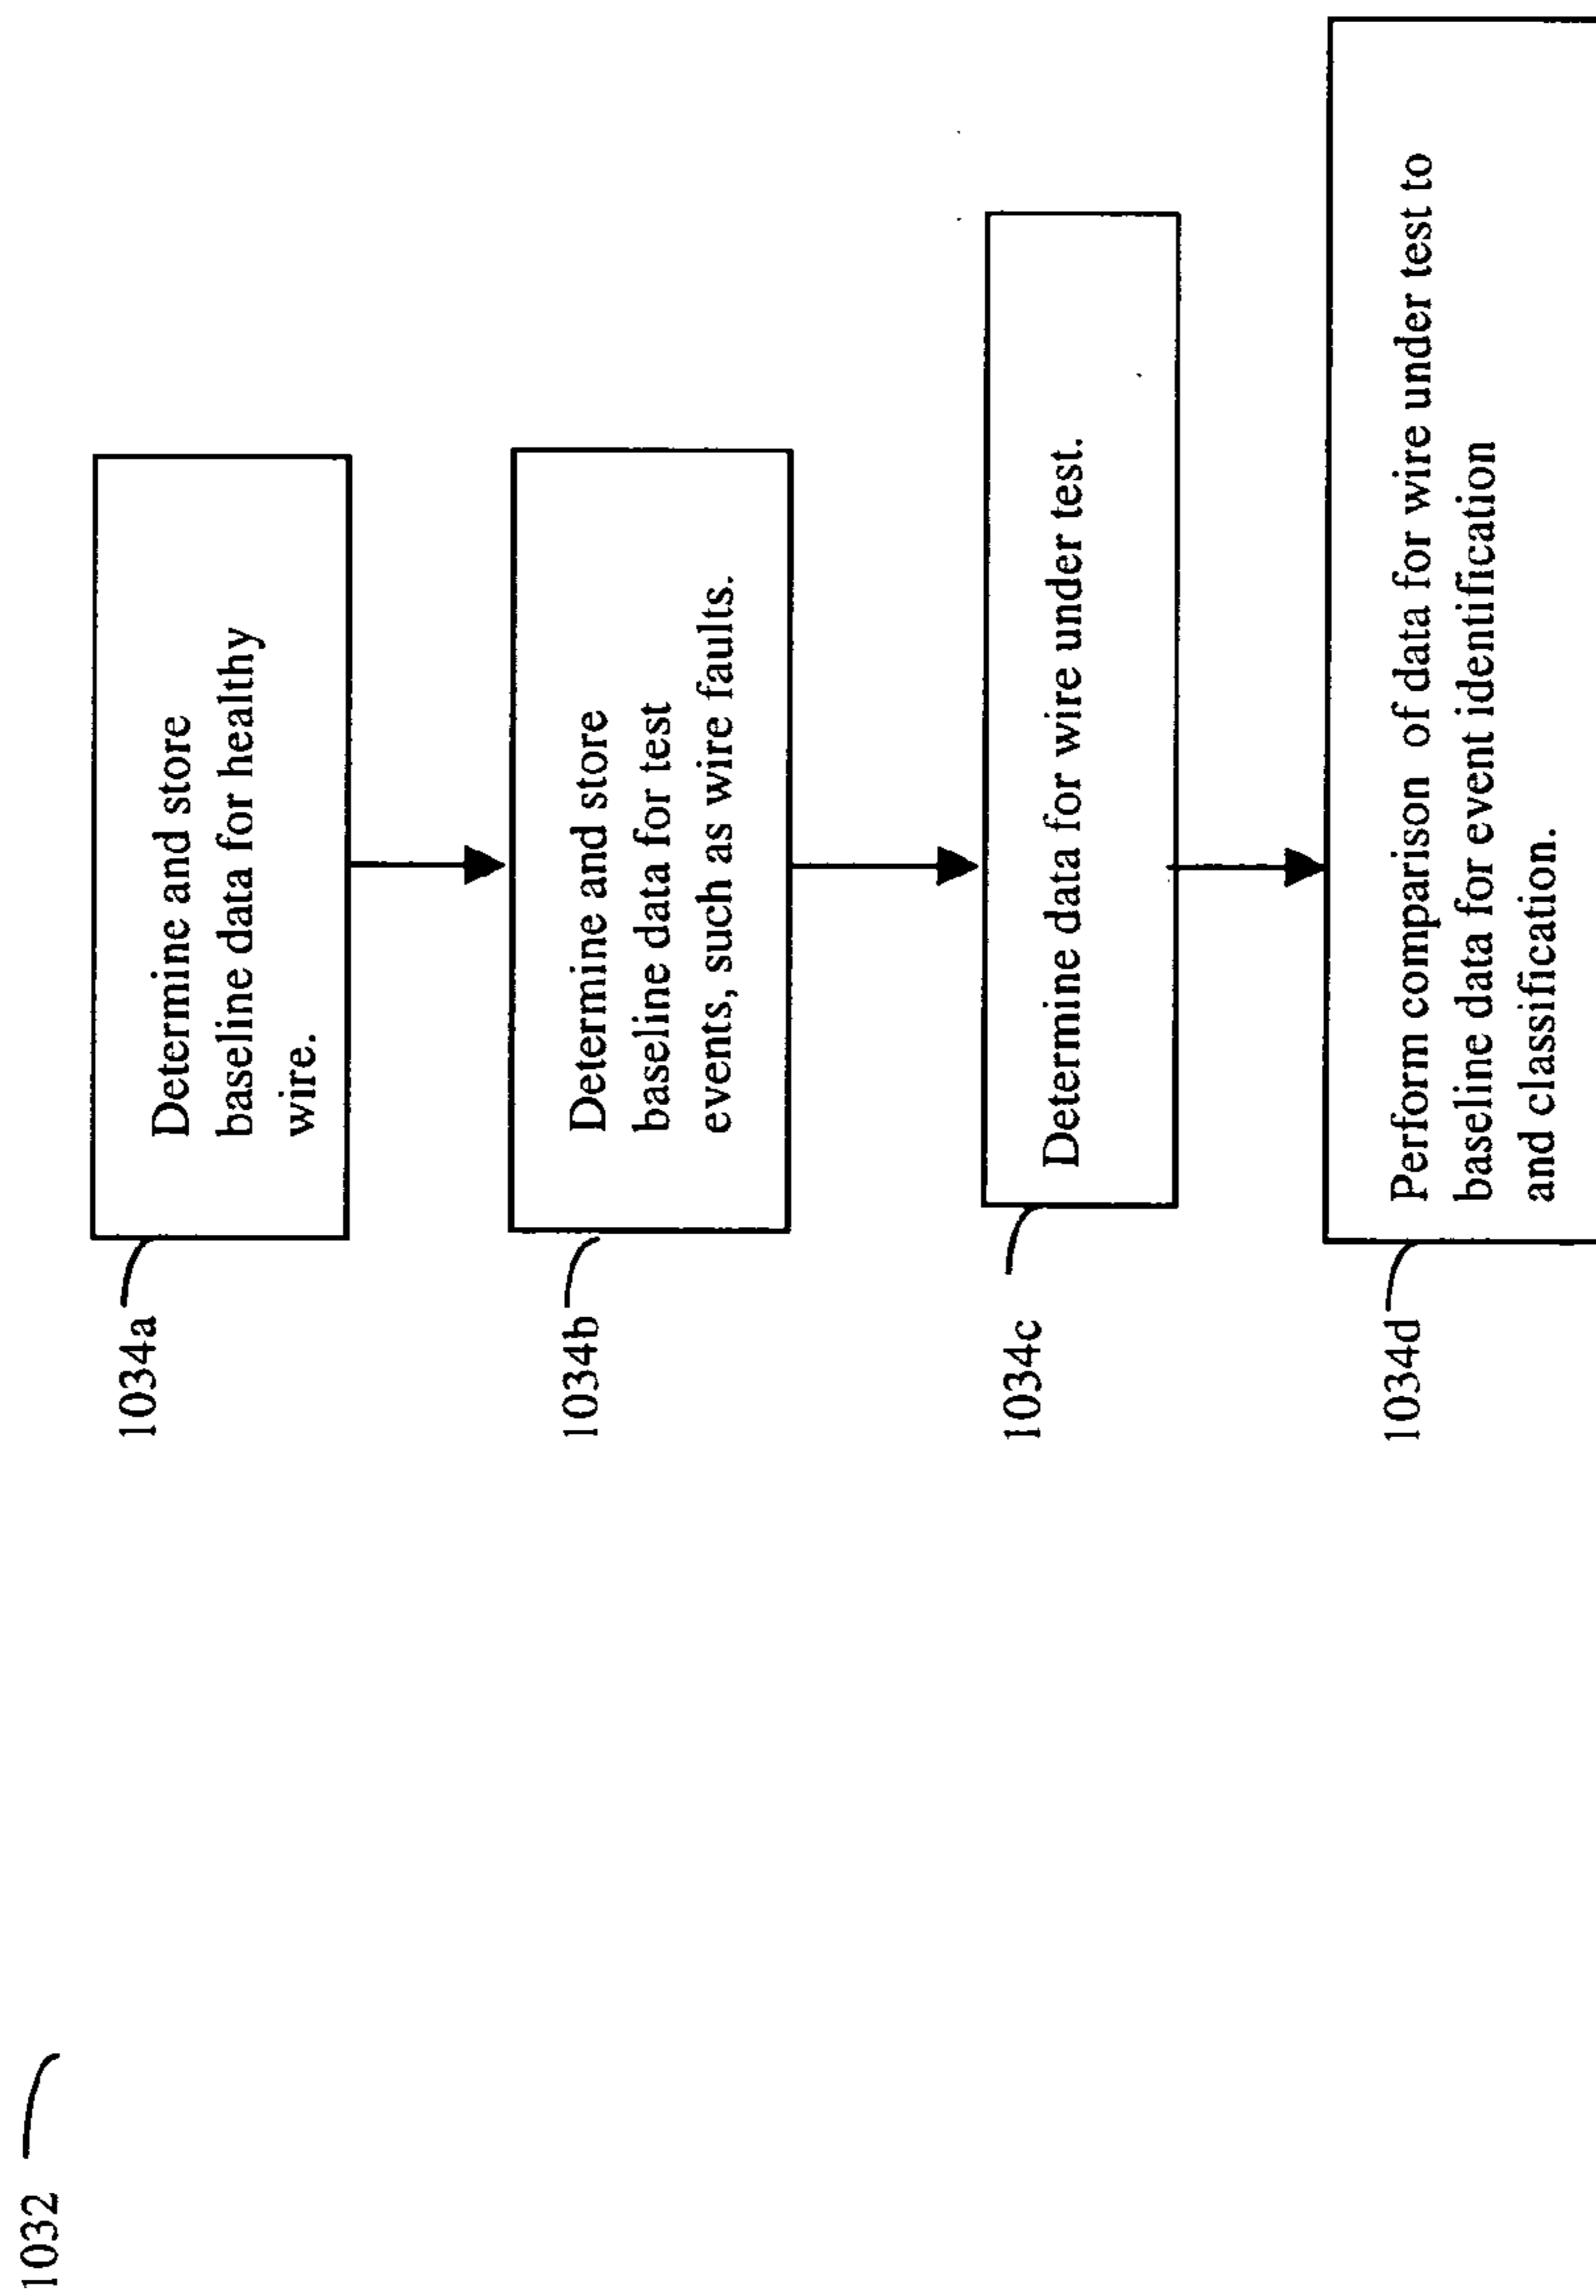 1032
1034a
Determine and store
baseline data for healthy
wire.
1034b
Determine and store
baseline data for test
events, such as wire faults.
1034c
Determine data for wire under test.
1034d
Perform comparison of data for wire under test to
baseline data for event identification
and classification.